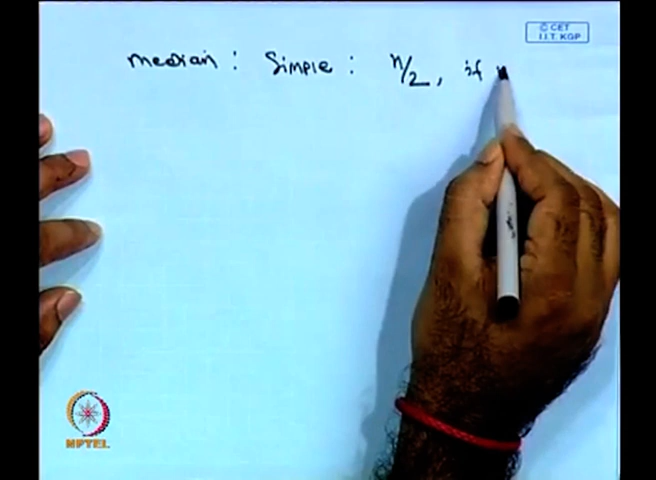 © CET
I.I.T. KGP
median : Simple : n/2, if
NPTEL